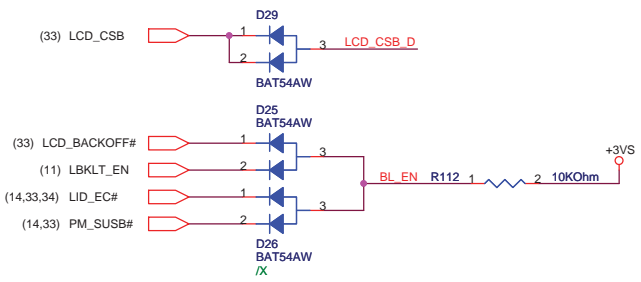 D29
(33) LCD_CSB 1
3 LCD_CSB_D
2
BAT54AW
D25
BAT54AW
(33) LCD_BACKOFF# 1
3
+3VS
(11) LBKLT_EN 2
BL_EN R112 1 2 10KOhm
(14,33,34) LID_EC# 1
3
(14,33) PM_SUSB# 2
D26
BAT54AW
/X